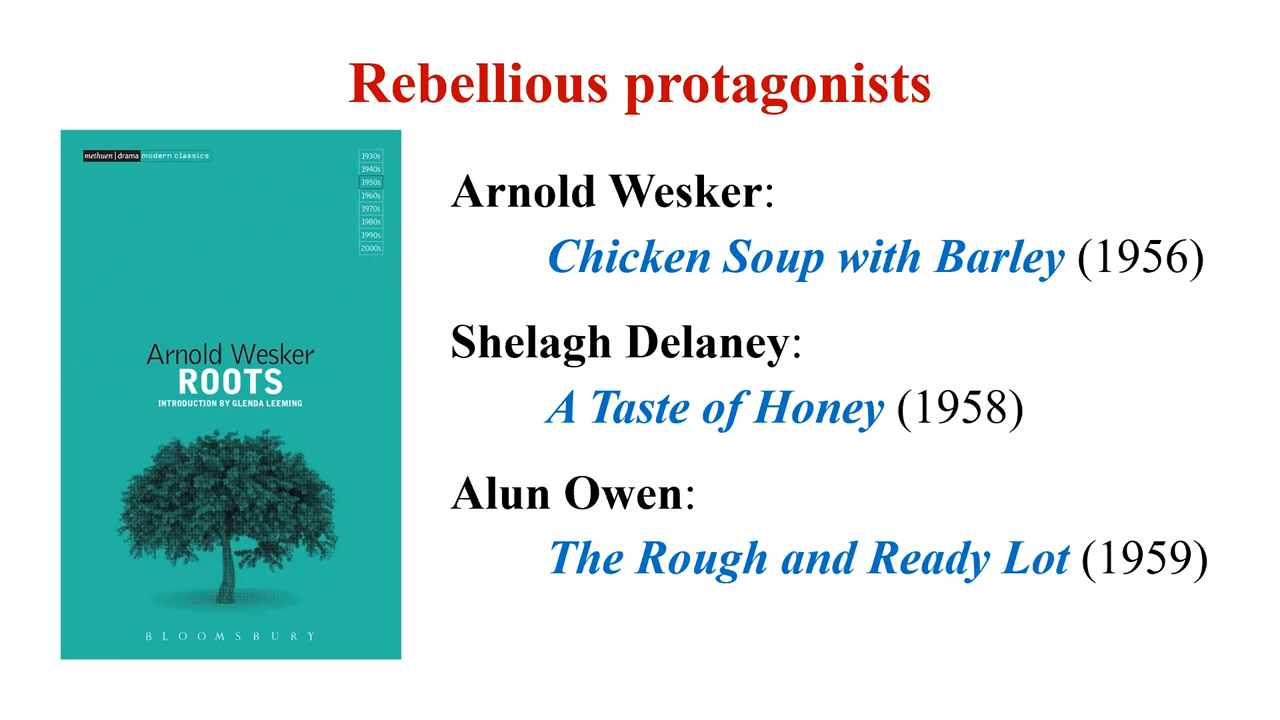 Rebellious protagonists
methuen | drama modern classics
1930s
1940s
1950s
1960s
1970s
1980s
1990s
2000s
Arnold Wesker
ROOTS
INTRODUCTION BY GLENDA LEEMING
BLOOMSBURY
Arnold Wesker:
Chicken Soup with Barley (1956)
Shelagh Delaney:
A Taste of Honey (1958)
Alun Owen:
The Rough and Ready Lot (1959)